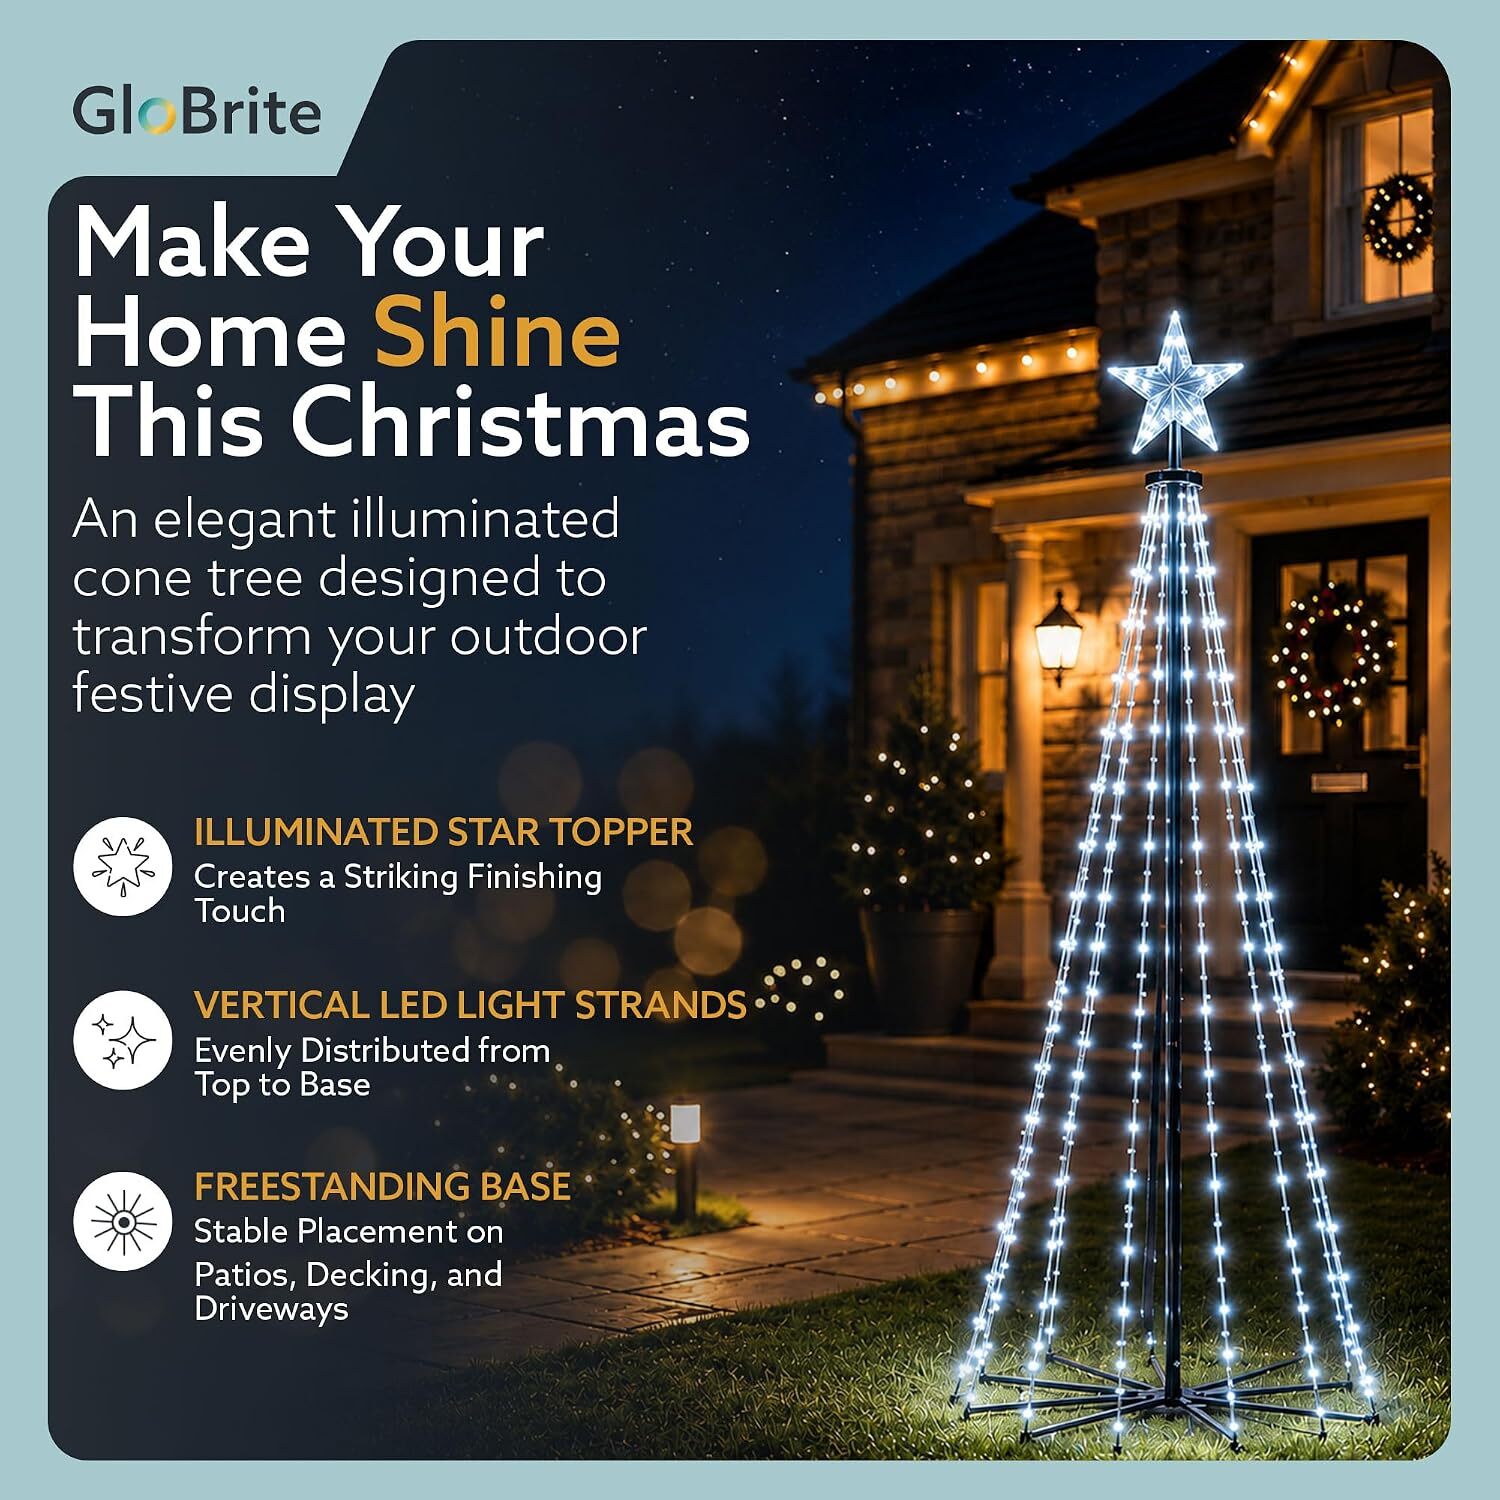 GloBrite
Make Your
Home Shine
This Christmas
An elegant illuminated
cone tree designed to
transform your outdoor
festive display
ILLUMINATED STAR TOPPER
Creates a Striking Finishing
Touch
VERTICAL LED LIGHT STRANDS
Evenly Distributed from
Top to Base
FREESTANDING BASE
Stable Placement on
Patios, Decking, and
Driveways